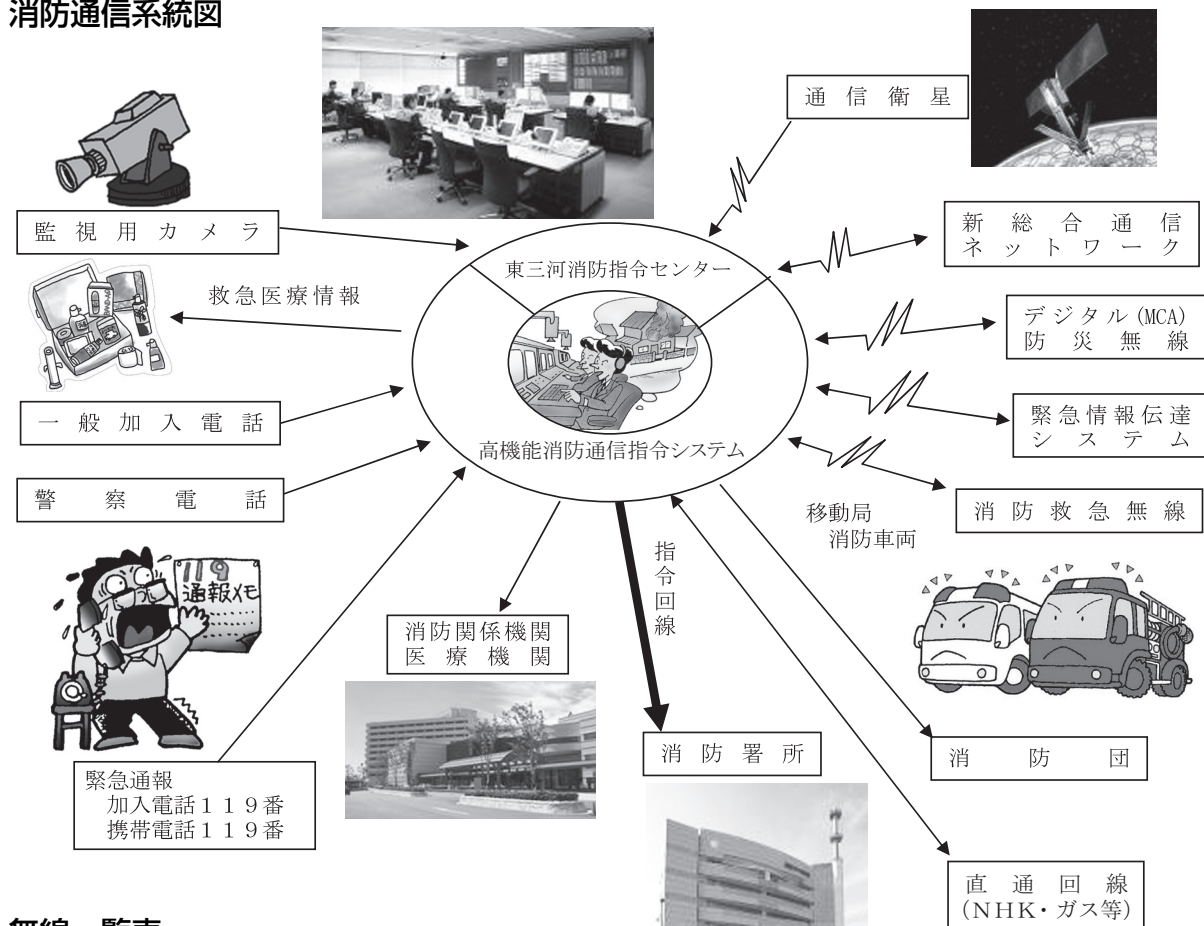 消防通信系統図
通信衛星
監視用カメラ
新総合通信
ネットワーク
東三河消防指令センター
救急医療情報
デジタル(MCA)
防災無線
一般加入電話
緊急情報伝達
システム
高機能消防通信指令システム
警察電話
消防救急無線
移動局
消防車両
指令回線
119
通報メモ
消防関係機関
医療機関
消防署所
消防団
緊急通報
加入電話119番
携帯電話119番
直通回線
(NHK・ガス等)